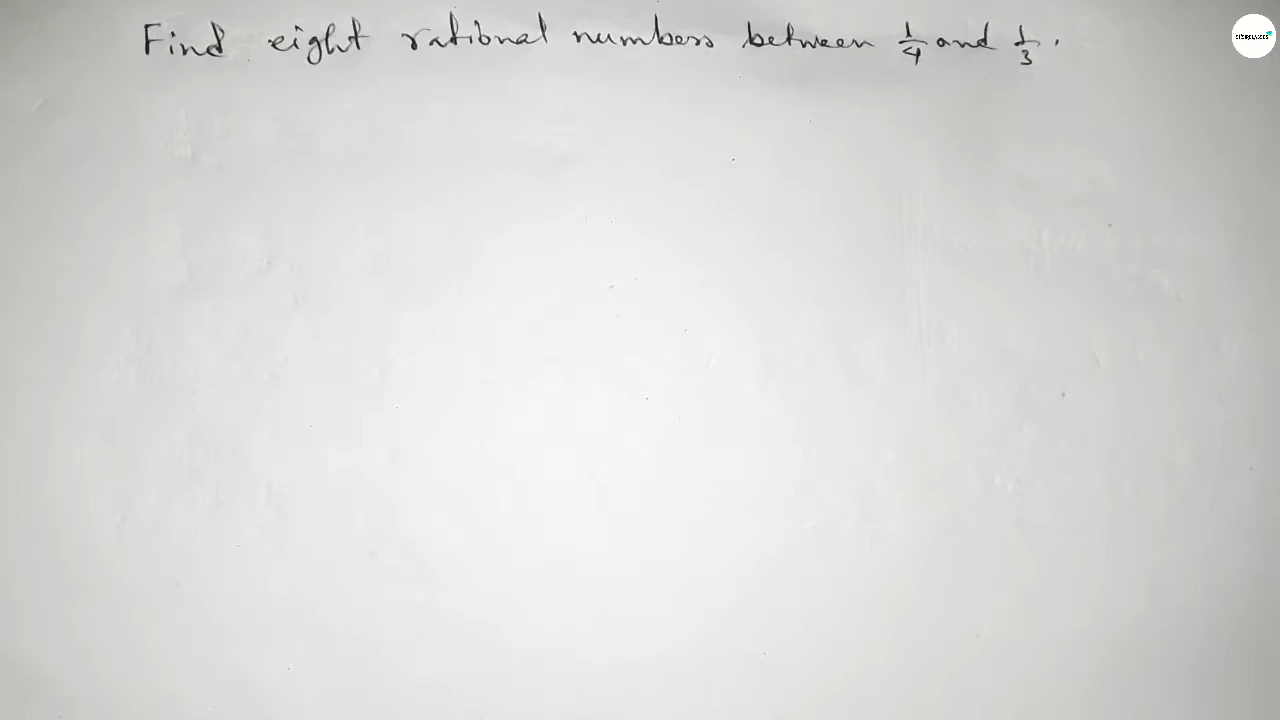 Find eight rational numbers between 1/4 and 1/3.